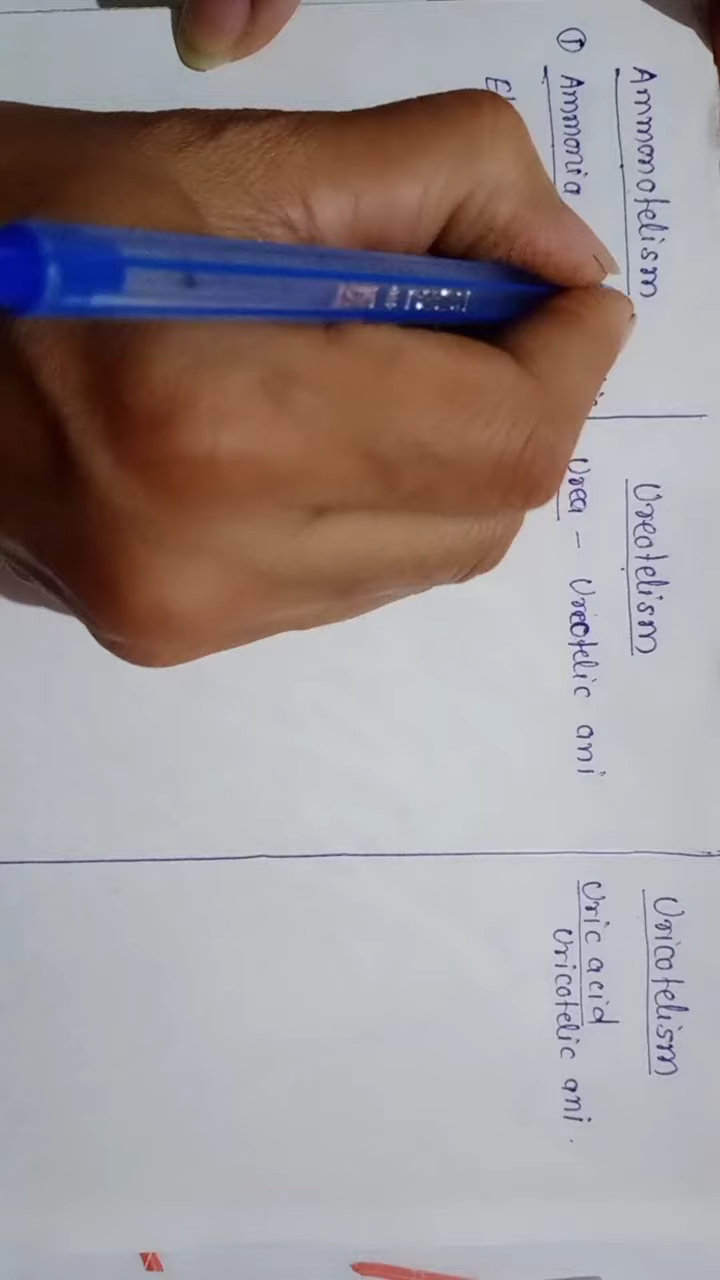 Ammonotelism
① Ammonia
Ureotelism
Urea - Ureotelic ani
Uricotelism
Uric acid
Uricotelic ani.